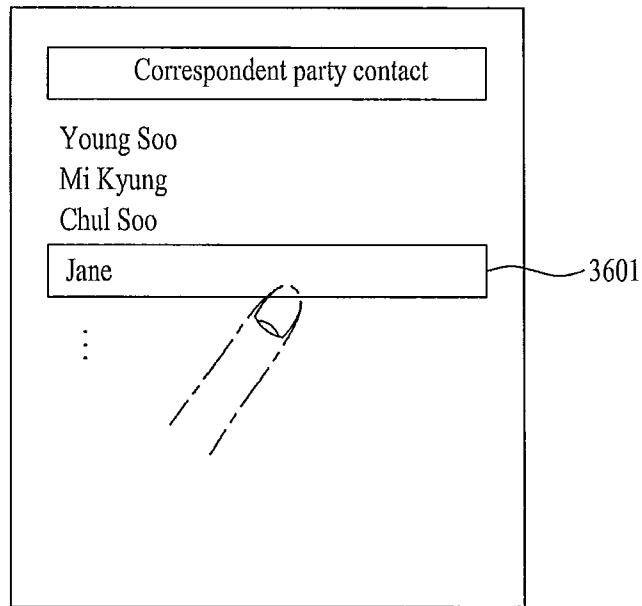 Correspondent party contact
Young Soo
Mi Kyung
Chul Soo
Jane
3601
⋮